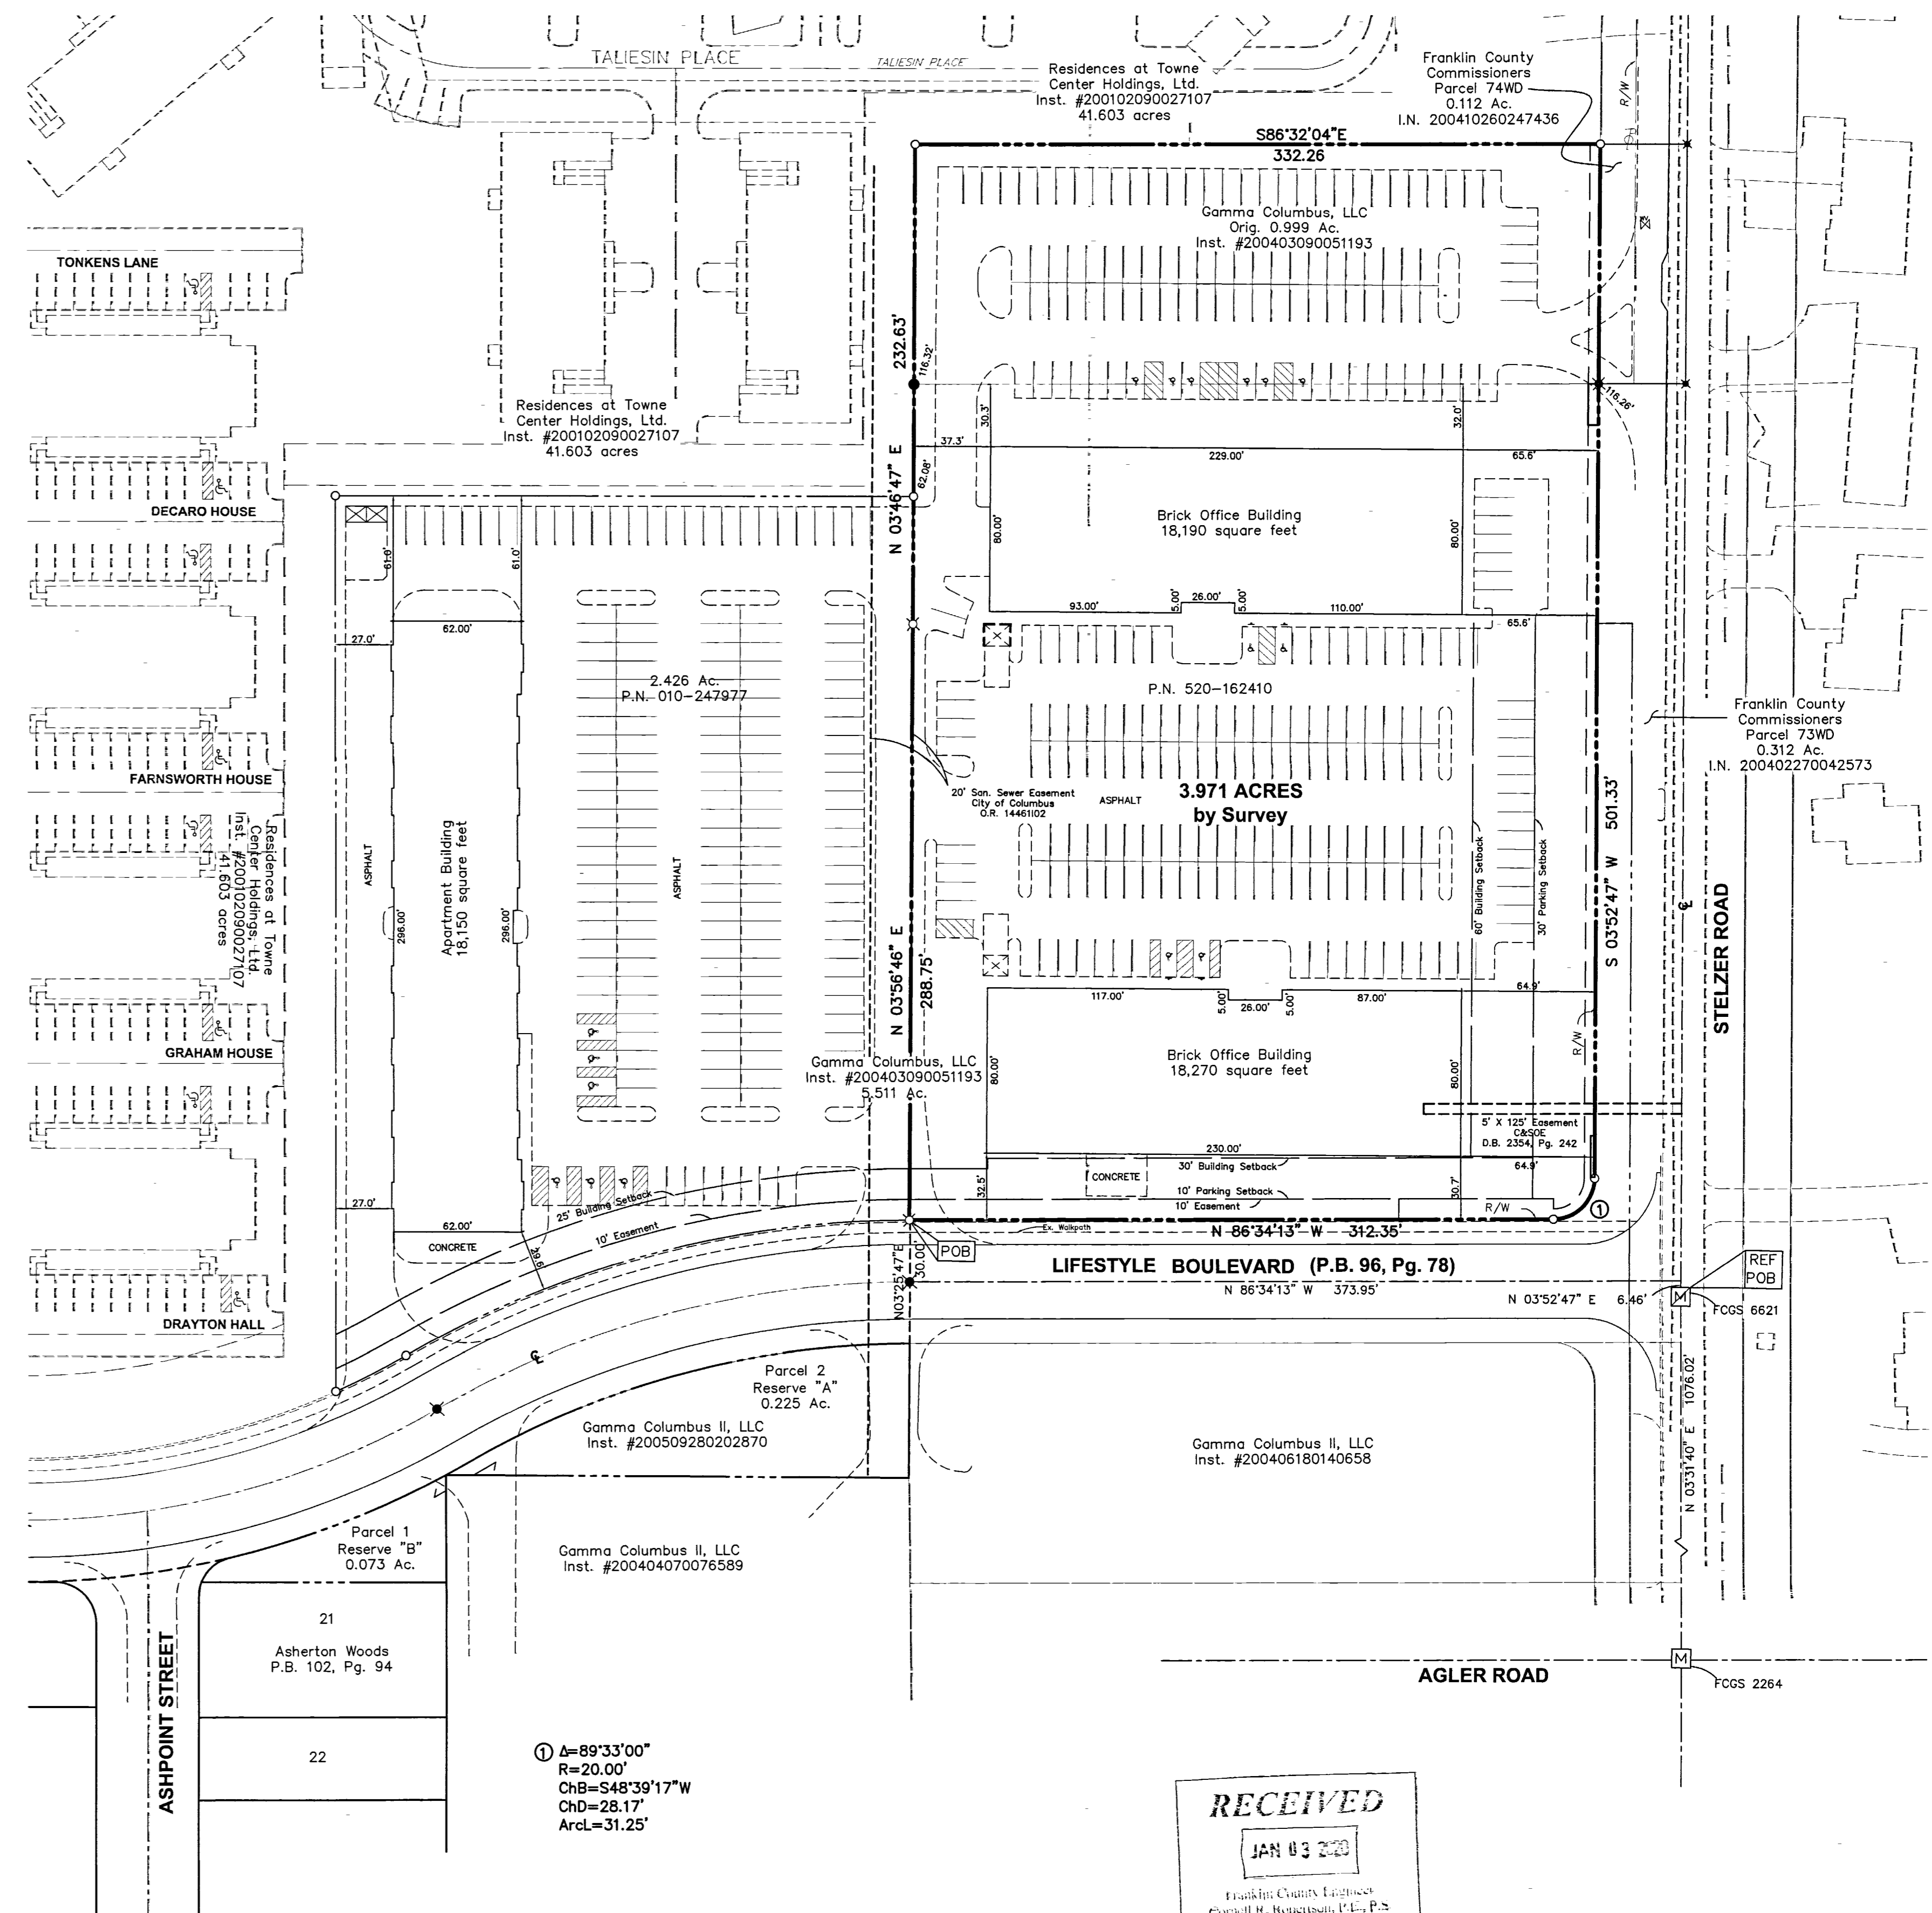 TALIESIN PLACE
TALIESIN PLACE
Residences at Towne
Center Holdings, Ltd.
Inst. #200102090027107
41.603 acres
Franklin County
Commissioners
Parcel 74WD
0.112 Ac.
I.N. 200410260247436
R/W
S86°32'04"E
332.26
Gamma Columbus, LLC
Orig. 0.999 Ac.
Inst. #200403090051193
TONKENS LANE
232.63'
116.32'
116.26'
Residences at Towne
Center Holdings, Ltd.
Inst. #200102090027107
41.603 acres
30.3'
32.0'
37.3'
229.00'
65.6'
N 03°46'47" E
62.08'
DECARO HOUSE
61.0'
61.0'
Brick Office Building
18,190 square feet
80.00'
80.00'
93.00'
5.00'
26.00'
5.00'
110.00'
65.6'
62.00'
27.0'
2.426 Ac.
P.N. 010-247977
P.N. 520-162410
Franklin County
Commissioners
Parcel 73WD
0.312 Ac.
I.N. 200402270042573
FARNSWORTH HOUSE
20' San. Sewer Easement
City of Columbus
O.R. 14461I02
ASPHALT
3.971 ACRES
by Survey
S 03°52'47" W 501.33'
60' Building Setback
30' Parking Setback
STELZER ROAD
Residences at Towne
Center Holdings, Ltd.
Inst. #200102090027107
41.603 acres
ASPHALT
296.00'
Apartment Building
18,150 square feet
296.00'
ASPHALT
N 03°56'46" E
288.75'
117.00'
5.00'
26.00'
5.00'
87.00'
64.9'
R/W
GRAHAM HOUSE
Gamma Columbus, LLC
Inst. #200403090051193
5.511 Ac.
80.00'
Brick Office Building
18,270 square feet
80.00'
5' X 125' Easement
C&SOE
D.B. 2354, Pg. 242
230.00'
64.9'
30' Building Setback
CONCRETE
32.5'
30.7'
10' Parking Setback
10' Easement
R/W
1
27.0'
25' Building Setback
10' Easement
62.00'
CONCRETE
29.6'
Ex. Walkpath
N 86°34'13" W 312.35'
POB
N03°25'47"E
30.00'
LIFESTYLE BOULEVARD (P.B. 96, Pg. 78)
N 86°34'13" W 373.95'
N 03°52'47" E 6.46'
REF
POB
M
FCGS 6621
DRAYTON HALL
Parcel 2
Reserve "A"
0.225 Ac.
Gamma Columbus II, LLC
Inst. #200509280202870
Gamma Columbus II, LLC
Inst. #200406180140658
N 03°31'40" E 1076.02'
Parcel 1
Reserve "B"
0.073 Ac.
Gamma Columbus II, LLC
Inst. #200404070076589
21
Asherton Woods
P.B. 102, Pg. 94
22
ASHPOINT STREET
AGLER ROAD
M
FCGS 2264
1 Δ=89°33'00"
R=20.00'
ChB=S48°39'17"W
ChD=28.17'
ArcL=31.25'
RECEIVED
JAN 03 2020
Franklin County Engineer
Cornell R. Robertson, P.E., P.S.